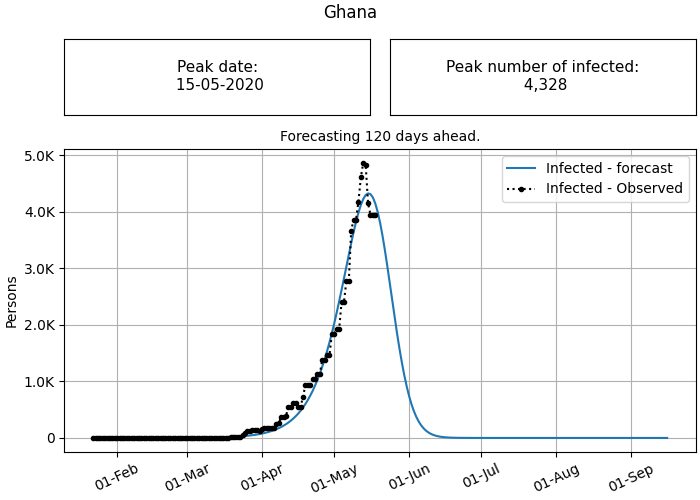 Ghana
Peak date:
15-05-2020
Peak number of infected:
4,328
Forecasting 120 days ahead.
Infected - forecast
Infected - Observed
5.0K
4.0K
3.0K
2.0K
1.0K
0
Persons
01-Feb
01-Mar
01-Apr
01-May
01-Jun
01-Jul
01-Aug
01-Sep